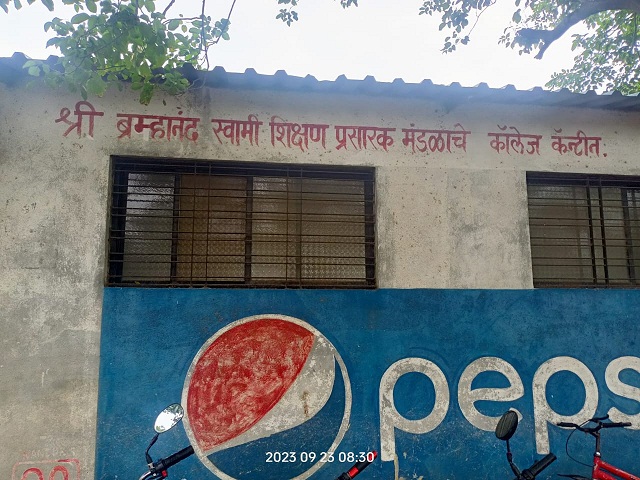 श्री ब्रम्हानंद स्वामी शिक्षण प्रसारक मंडळाचे कॉलेज कॅन्टीन.
peps
2023 09 23 08:30